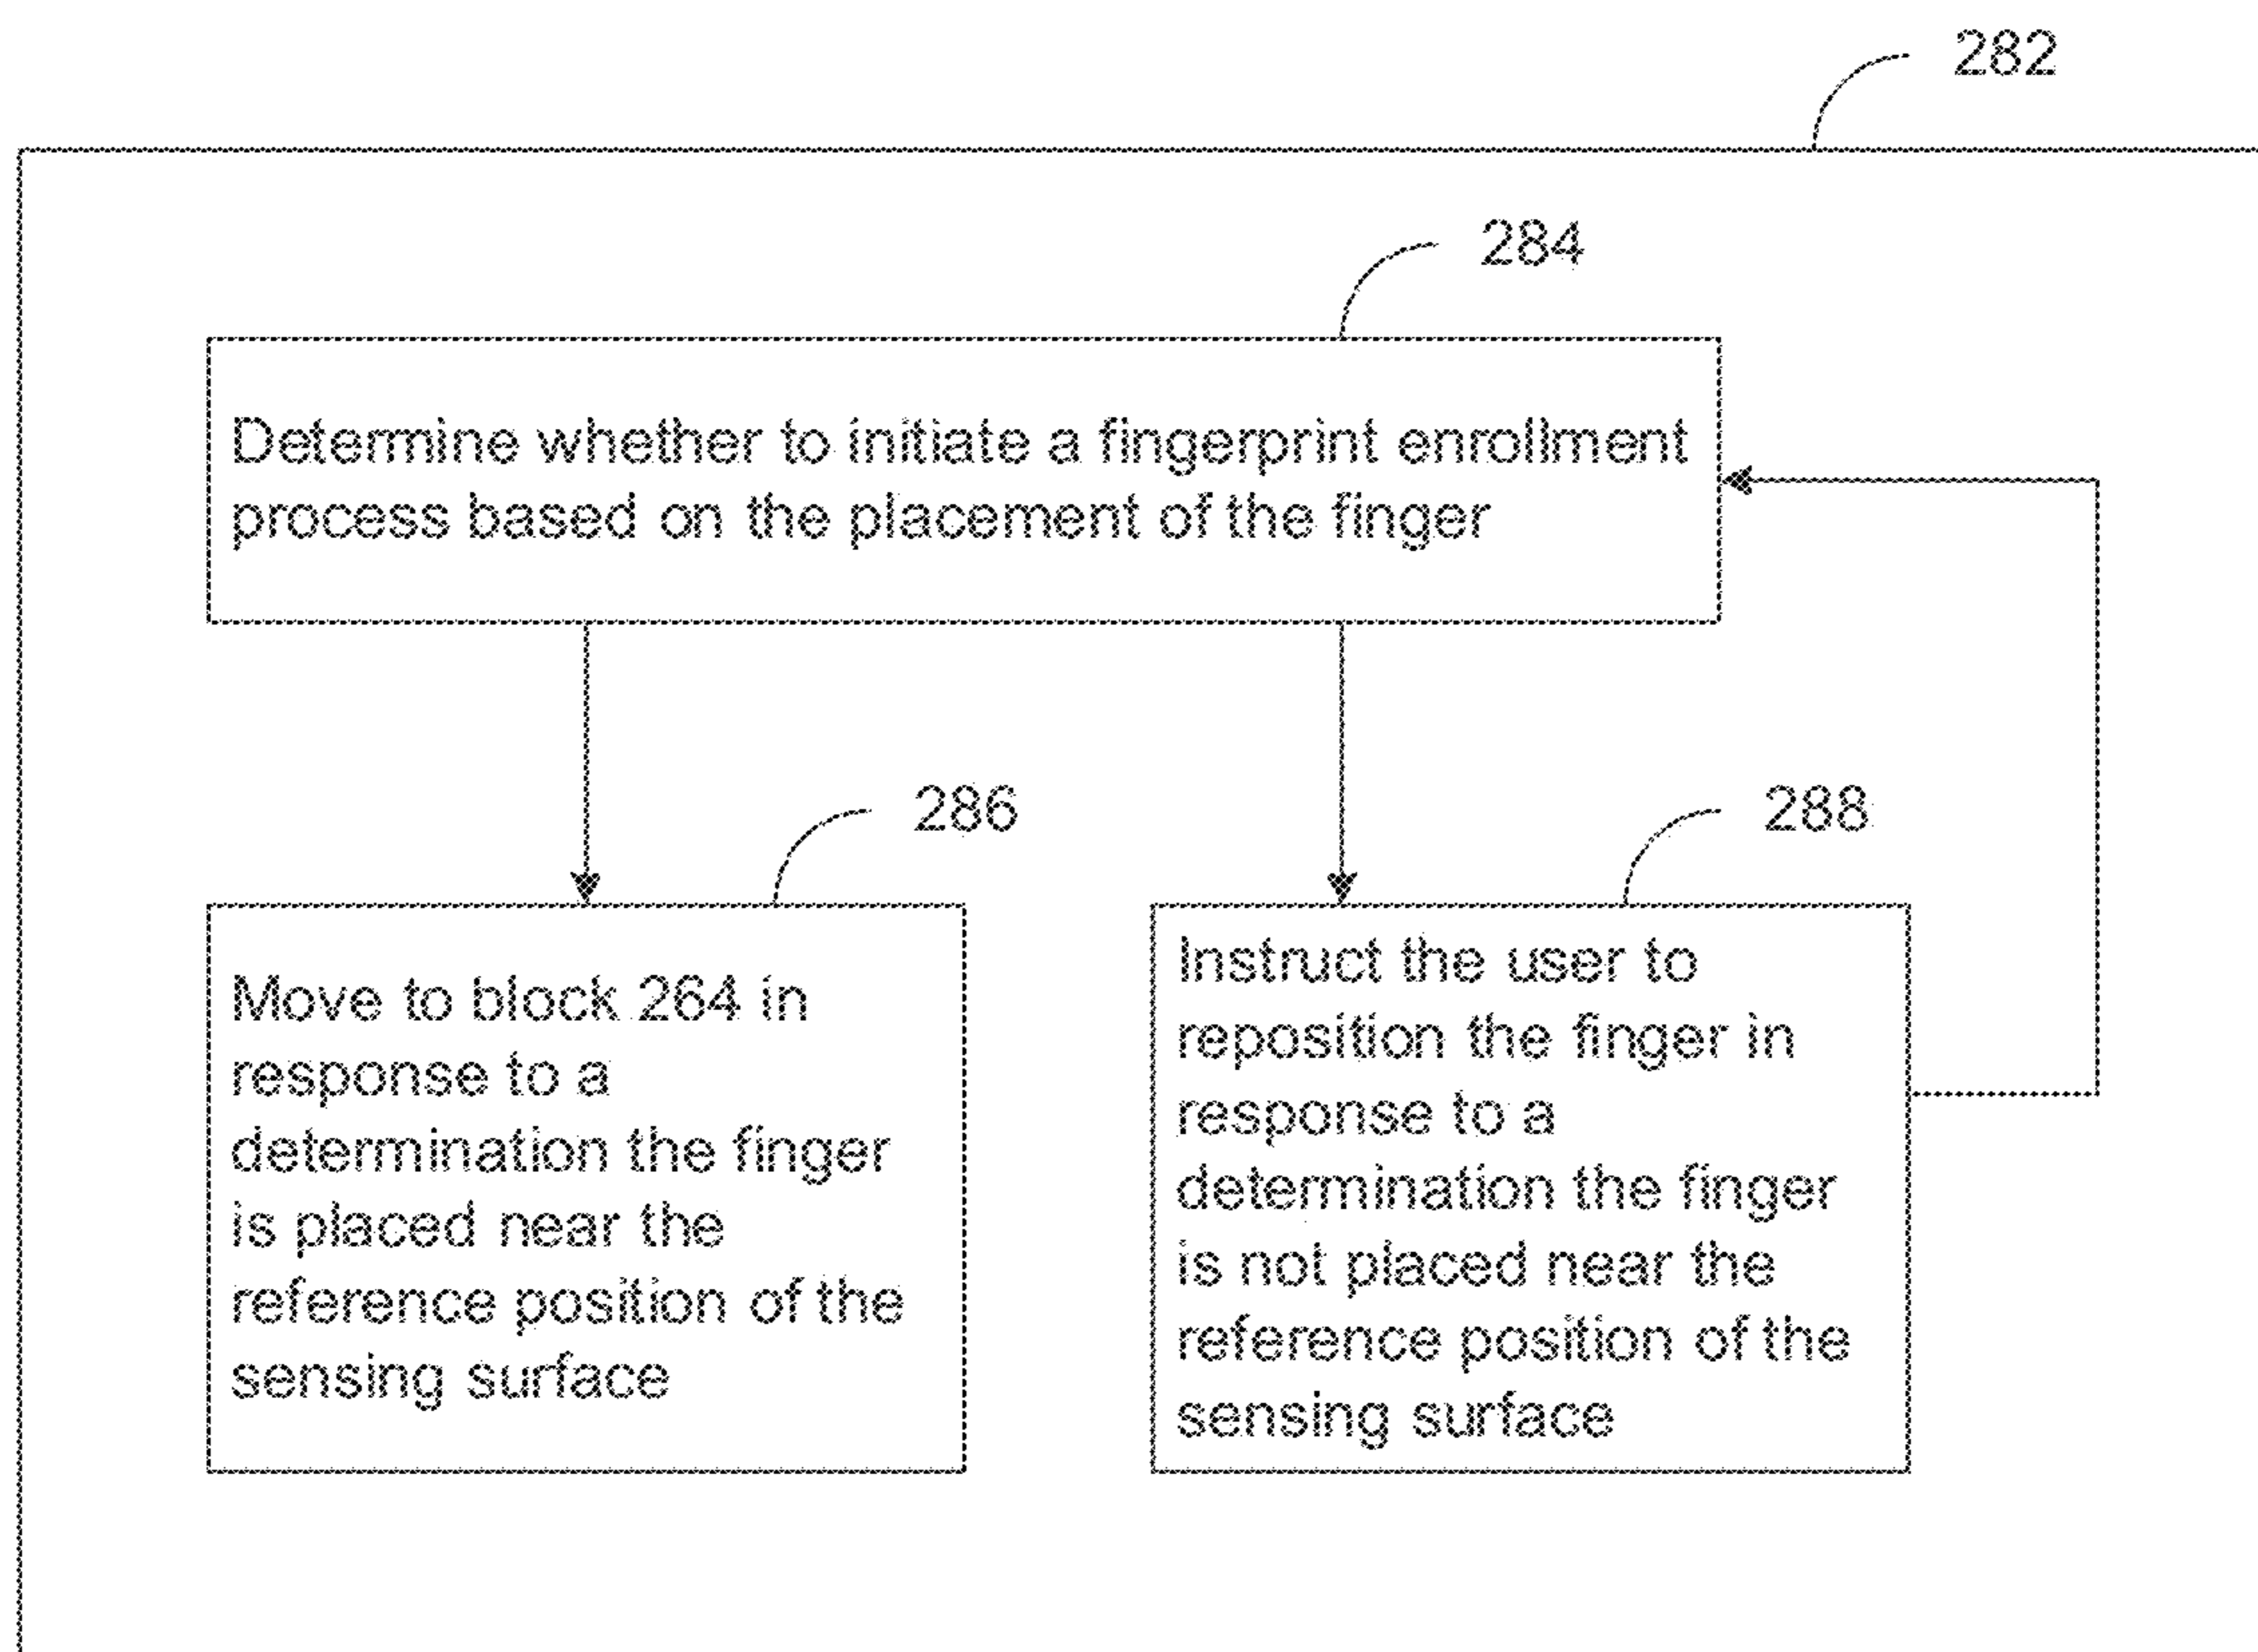 282
284
Determine whether to initiate a fingerprint enrollment
process based on the placement of the finger
286
Move to block 264 in
response to a
determination the finger
is placed near the
reference position of the
sensing surface
288
Instruct the user to
reposition the finger in
response to a
determination the finger
is not placed near the
reference position of the
sensing surface